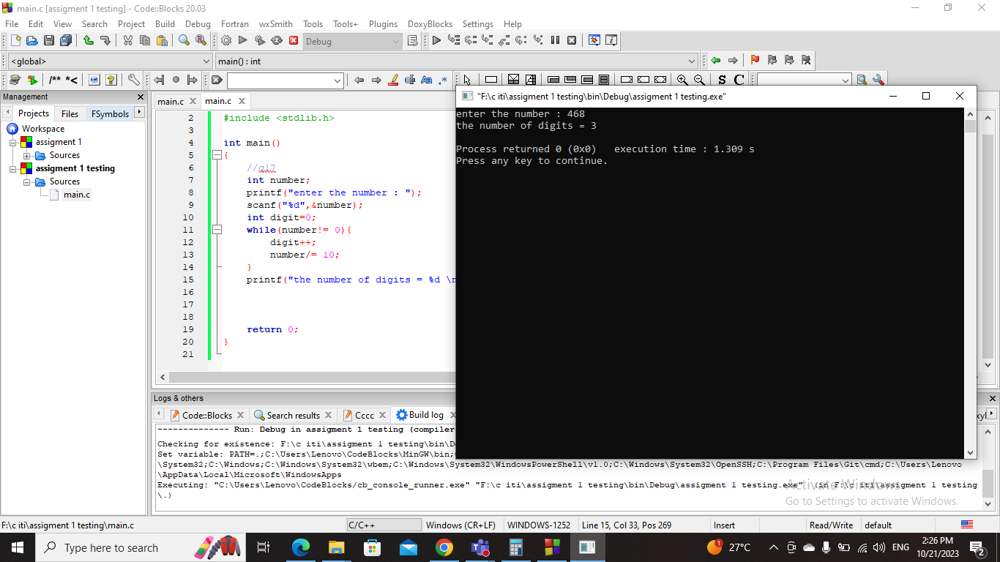 main.c [assigment 1 testing] - Code::Blocks 20.03
File Edit View Search Project Build Debug Fortran wxSmith Tools Tools+ Plugins DoxyBlocks Settings Help
Debug
<global> main() : int
/** *< Aa .* S C
Management
Projects Files FSymbols
Workspace
assigment 1
Sources
assigment 1 testing
Sources
main.c
main.c main.c
2 #include <stdlib.h>
3
4 int main()
5 {
6 //q17
7 int number;
8 printf("enter the number : ");
9 scanf("%d",&number);
10 int digit=0;
11 while(number!= 0){
12 digit++;
13 number/= 10;
14 }
15 printf("the number of digits = %d \n
16
17
18
19 return 0;
20 }
21
"F:\c iti\assigment 1 testing\bin\Debug\assigment 1 testing.exe"
enter the number : 468
the number of digits = 3
Process returned 0 (0x0) execution time : 1.309 s
Press any key to continue.
Logs & others
Code::Blocks Search results Cccc Build log
-------------- Run: Debug in assigment 1 testing (compiler
Checking for existence: F:\c iti\assigment 1 testing\bin\D
Set variable: PATH=.;C:\Users\Lenovo\CodeBlocks\MinGW\bin;
\System32;C:\Windows;C:\Windows\System32\wbem;C:\Windows\System32\WindowsPowerShell\v1.0;C:\Windows\System32\OpenSSH;C:\Program Files\Git\cmd;C:\Users\Lenovo
\AppData\Local\Microsoft\WindowsApps
Executing: "C:\Users\Lenovo\CodeBlocks/cb_console_runner.exe" "F:\c iti\assigment 1 testing\bin\Debug\assigment 1 testing.exe" (in F:\c iti\assigment 1 testing
\.)
Activate Windows
Go to Settings to activate Windows.
F:\c iti\assigment 1 testing\main.c C/C++ Windows (CR+LF) WINDOWS-1252 Line 15, Col 33, Pos 269 Insert Read/Write default
Type here to search 1 27°C ENG 2:26 PM
10/21/2023 2